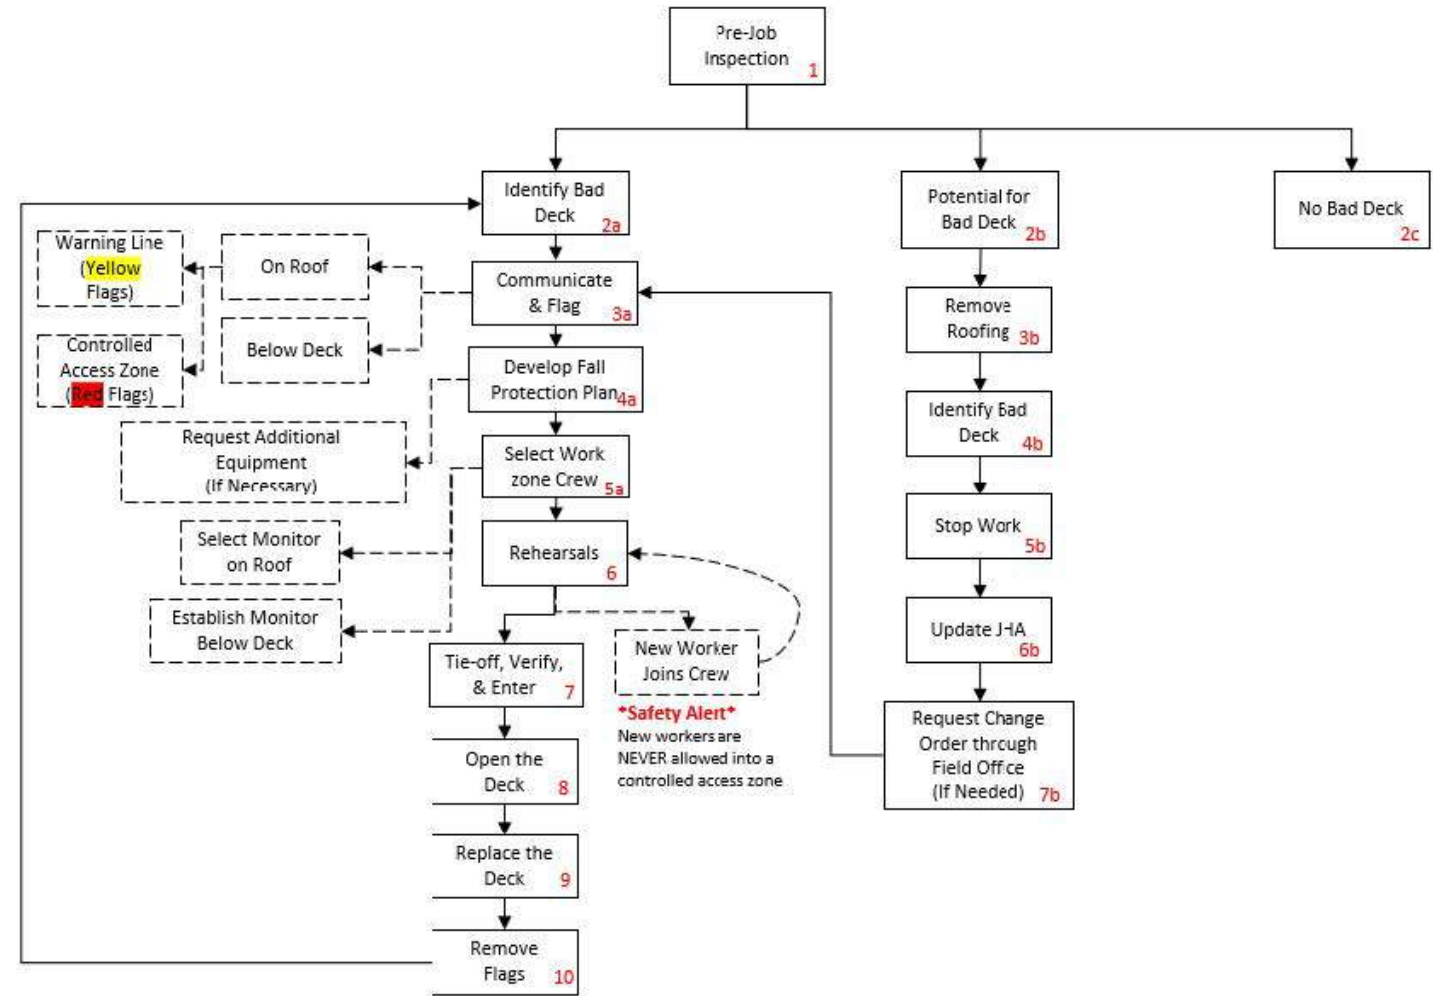 Pre-Job
Inspection
1
Identify Bad
Deck
2a
Potential for
Bad Deck
2b
No Bad Deck
2c
Warning Line
(Yellow
Flags)
On Roof
Communicate
& Flag
3a
Remove
Roofing
3b
Controlled
Access Zone
(Red Flags)
Below Deck
Develop Fall
Protection Plan
4a
Identify Bad
Deck
4b
Request Additional
Equipment
(If Necessary)
Select Work
zone Crew
5a
Stop Work
5b
Select Monitor
on Roof
Rehearsals
6
Establish Monitor
Below Deck
New Worker
Joins Crew
Update JHA
6b
Tie-off, Verify,
& Enter
7
*Safety Alert*
New workers are
NEVER allowed into a
controlled access zone
Request Change
Order through
Field Office
(If Needed)
7b
Open the
Deck
8
Replace the
Deck
9
Remove
Flags
10